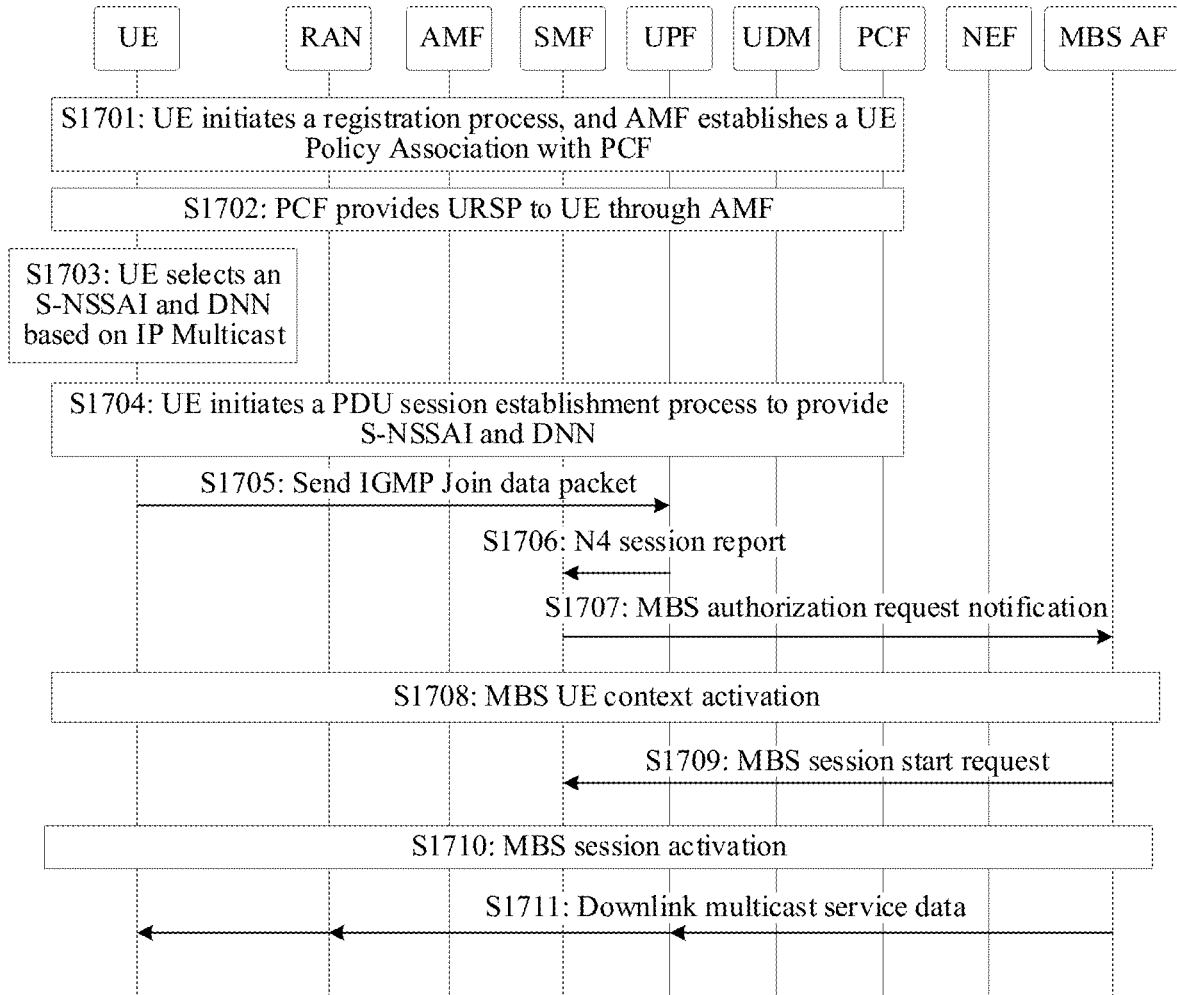 UE RAN AMF SMF UPF UDM PCF NEF MBS AF
S1701: UE initiates a registration process, and AMF establishes a UE
Policy Association with PCF
S1702: PCF provides URSP to UE through AMF
S1703: UE selects an
S-NSSAI and DNN
based on IP Multicast
S1704: UE initiates a PDU session establishment process to provide
S-NSSAI and DNN
S1705: Send IGMP Join data packet
S1706: N4 session report
S1707: MBS authorization request notification
S1708: MBS UE context activation
S1709: MBS session start request
S1710: MBS session activation
S1711: Downlink multicast service data